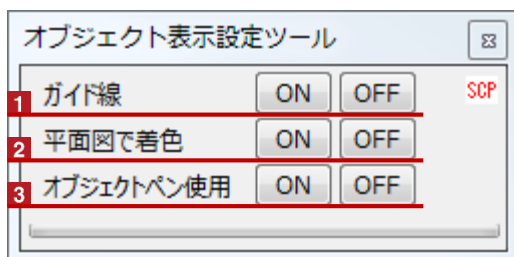 オブジェクト表示設定ツール
1 ガイド線 ON OFF SCP
2 平面図で着色 ON OFF
3 オブジェクトペン使用 ON OFF